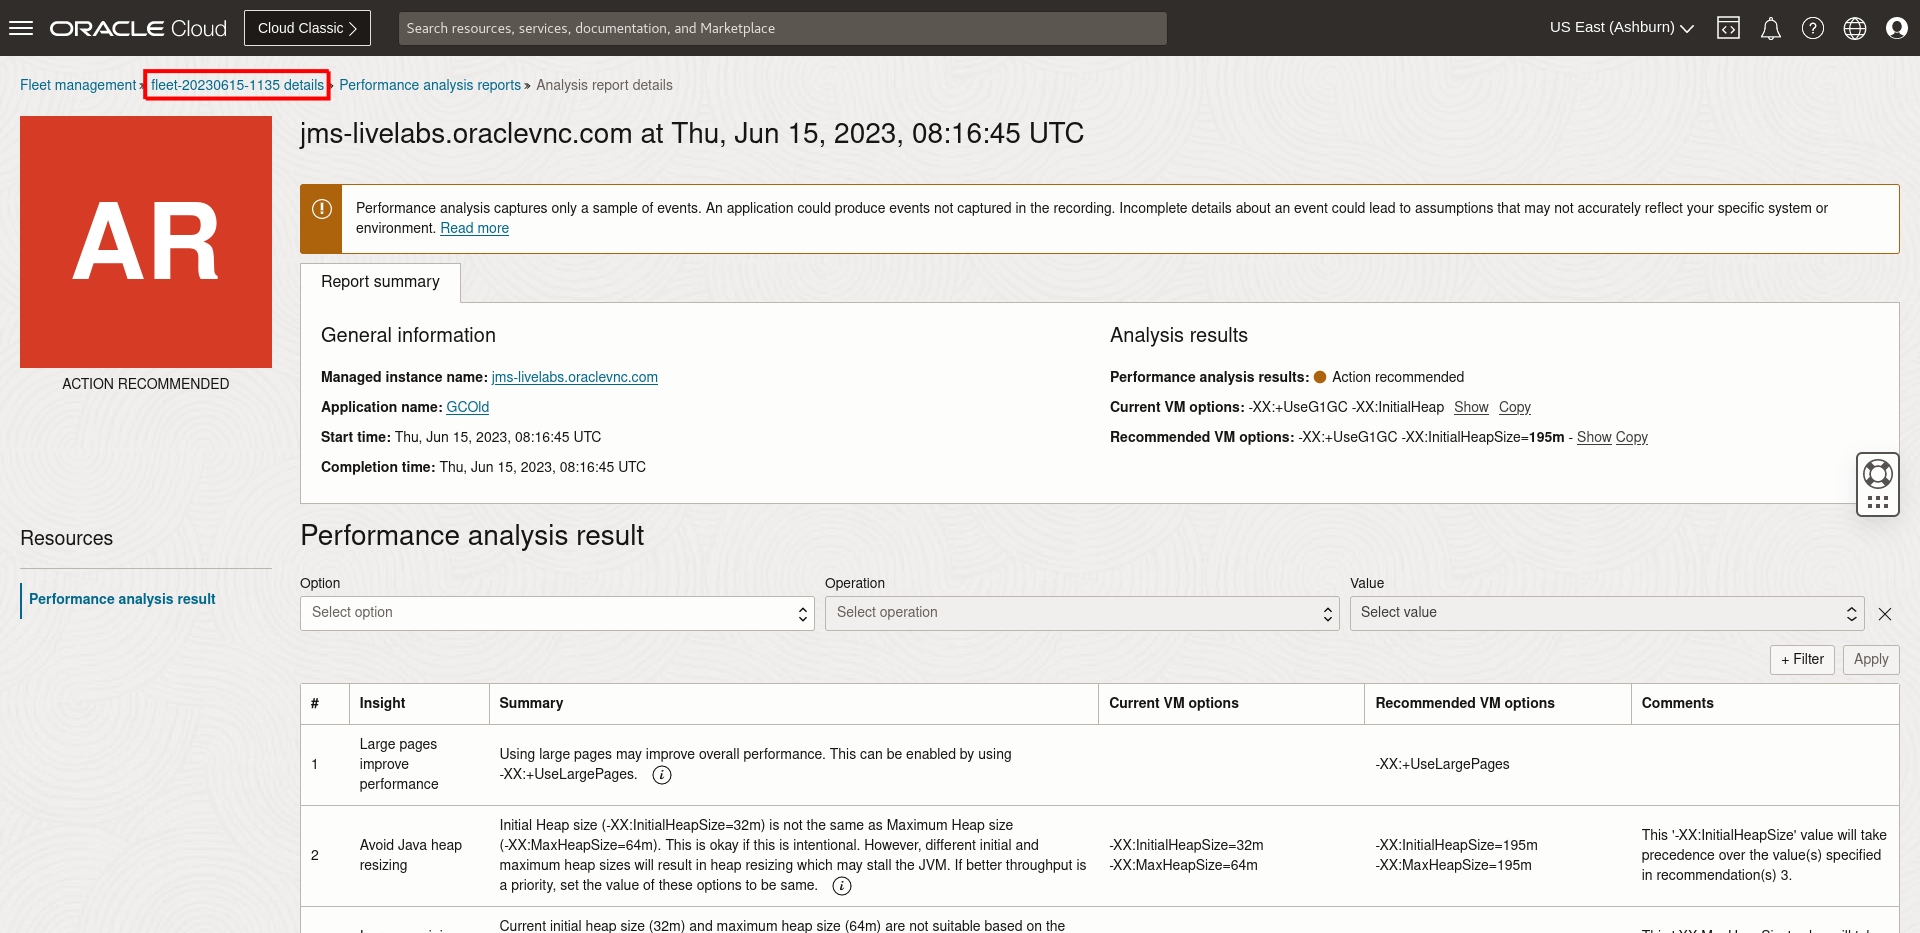 ORACLE Cloud
Cloud Classic
Search resources, services, documentation, and Marketplace
US East (Ashburn)
Fleet management » fleet-20230615-1135 details » Performance analysis reports » Analysis report details
AR
ACTION RECOMMENDED
jms-livelabs.oraclevnc.com at Thu, Jun 15, 2023, 08:16:45 UTC
Performance analysis captures only a sample of events. An application could produce events not captured in the recording. Incomplete details about an event could lead to assumptions that may not accurately reflect your specific system or
environment. Read more
Report summary
General information
Managed instance name: jms-livelabs.oraclevnc.com
Application name: GCOld
Start time: Thu, Jun 15, 2023, 08:16:45 UTC
Completion time: Thu, Jun 15, 2023, 08:16:45 UTC
Analysis results
Performance analysis results: Action recommended
Current VM options: -XX:+UseG1GC -XX:InitialHeap Show Copy
Recommended VM options: -XX:+UseG1GC -XX:InitialHeapSize=195m - Show Copy
Resources
Performance analysis result
Performance analysis result
Option
Select option
Operation
Select operation
Value
Select value
+ Filter
Apply
# Insight Summary Current VM options Recommended VM options Comments
1
Large pages
improve
performance
Using large pages may improve overall performance. This can be enabled by using
-XX:+UseLargePages.
-XX:+UseLargePages
2
Avoid Java heap
resizing
Initial Heap size (-XX:InitialHeapSize=32m) is not the same as Maximum Heap size
(-XX:MaxHeapSize=64m). This is okay if this is intentional. However, different initial and
maximum heap sizes will result in heap resizing which may stall the JVM. If better throughput is
a priority, set the value of these options to be same.
-XX:InitialHeapSize=32m
-XX:MaxHeapSize=64m
-XX:InitialHeapSize=195m
-XX:MaxHeapSize=195m
This '-XX:InitialHeapSize' value will take
precedence over the value(s) specified
in recommendation(s) 3.
Current initial heap size (32m) and maximum heap size (64m) are not suitable based on the